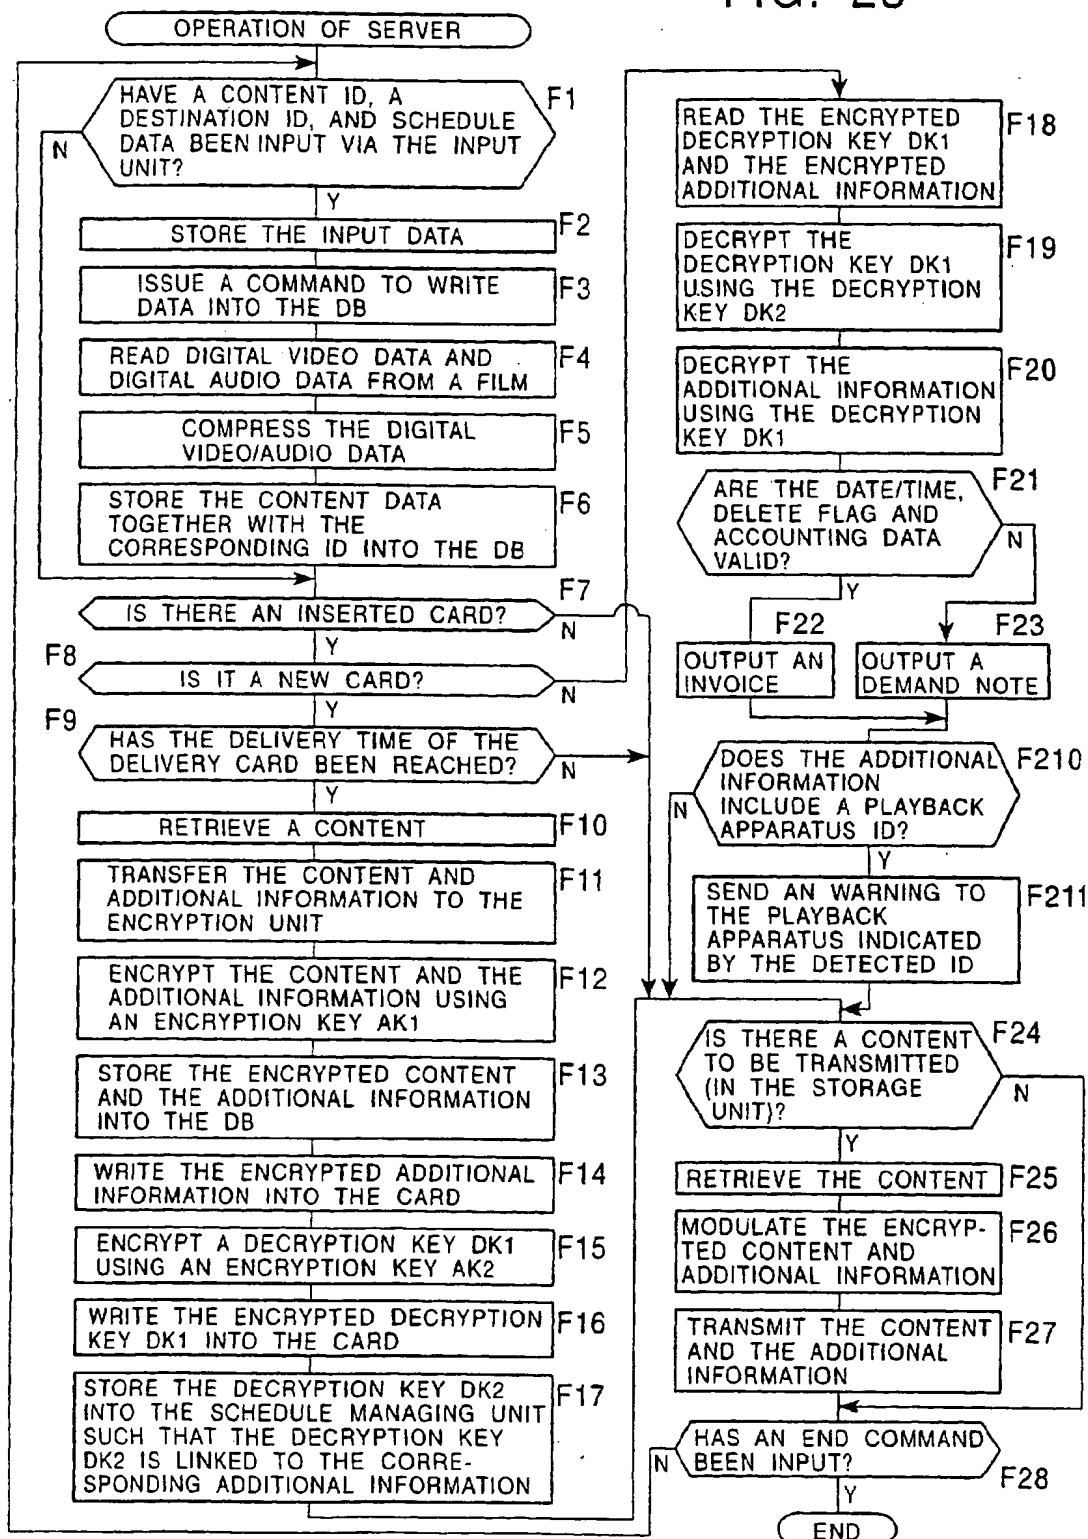 OPERATION OF SERVER
HAVE A CONTENT ID, A
DESTINATION ID, AND SCHEDULE
DATA BEEN INPUT VIA THE INPUT
UNIT?
F1
N
Y
STORE THE INPUT DATA
F2
ISSUE A COMMAND TO WRITE
DATA INTO THE DB
F3
READ DIGITAL VIDEO DATA AND
DIGITAL AUDIO DATA FROM A FILM
F4
COMPRESS THE DIGITAL
VIDEO/AUDIO DATA
F5
STORE THE CONTENT DATA
TOGETHER WITH THE
CORRESPONDING ID INTO THE DB
F6
F7
IS THERE AN INSERTED CARD?
N
Y
F8
IS IT A NEW CARD?
N
Y
F9
HAS THE DELIVERY TIME OF THE
DELIVERY CARD BEEN REACHED?
N
Y
RETRIEVE A CONTENT
F10
TRANSFER THE CONTENT AND
ADDITIONAL INFORMATION TO THE
ENCRYPTION UNIT
F11
ENCRYPT THE CONTENT AND THE
ADDITIONAL INFORMATION USING
AN ENCRYPTION KEY AK1
F12
STORE THE ENCRYPTED CONTENT
AND THE ADDITIONAL INFORMATION
INTO THE DB
F13
WRITE THE ENCRYPTED ADDITIONAL
INFORMATION INTO THE CARD
F14
ENCRYPT A DECRYPTION KEY DK1
USING AN ENCRYPTION KEY AK2
F15
WRITE THE ENCRYPTED DECRYPTION
KEY DK1 INTO THE CARD
F16
STORE THE DECRYPTION KEY DK2
INTO THE SCHEDULE MANAGING UNIT
SUCH THAT THE DECRYPTION KEY
DK2 IS LINKED TO THE CORRE-
SPONDING ADDITIONAL INFORMATION
F17
READ THE ENCRYPTED
DECRYPTION KEY DK1
AND THE ENCRYPTED
ADDITIONAL INFORMATION
F18
DECRYPT THE
DECRYPTION KEY DK1
USING THE DECRYPTION
KEY DK2
F19
DECRYPT THE
ADDITIONAL INFORMATION
USING THE DECRYPTION
KEY DK1
F20
ARE THE DATE/TIME,
DELETE FLAG AND
ACCOUNTING DATA
VALID?
F21
N
Y
F22
OUTPUT AN
INVOICE
F23
OUTPUT A
DEMAND NOTE
DOES THE ADDITIONAL
INFORMATION
INCLUDE A PLAYBACK
APPARATUS ID?
F210
N
Y
SEND AN WARNING TO
THE PLAYBACK
APPARATUS INDICATED
BY THE DETECTED ID
F211
IS THERE A CONTENT
TO BE TRANSMITTED
(IN THE STORAGE
UNIT)?
F24
N
Y
RETRIEVE THE CONTENT
F25
MODULATE THE ENCRYP-
TED CONTENT AND
ADDITIONAL INFORMATION
F26
TRANSMIT THE CONTENT
AND THE ADDITIONAL
INFORMATION
F27
HAS AN END COMMAND
BEEN INPUT?
F28
N
Y
END